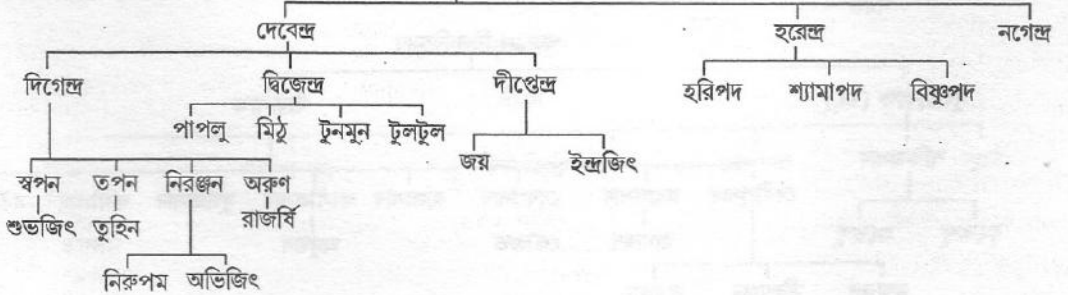 দেবেন্দ্র হরেন্দ্র নগেন্দ্র
দিগেন্দ্র দ্বিজেন্দ্র দীপ্তেন্দ্র হরিপদ শ্যামাপদ বিষ্ণুপদ
পাপলু মিঠু টুনমুন টুলটুল
জয় ইন্দ্রজিৎ
স্বপন তপন নিরঞ্জন অরুণ
শুভজিৎ তুহিন রাজর্ষি
নিরুপম অভিজিৎ